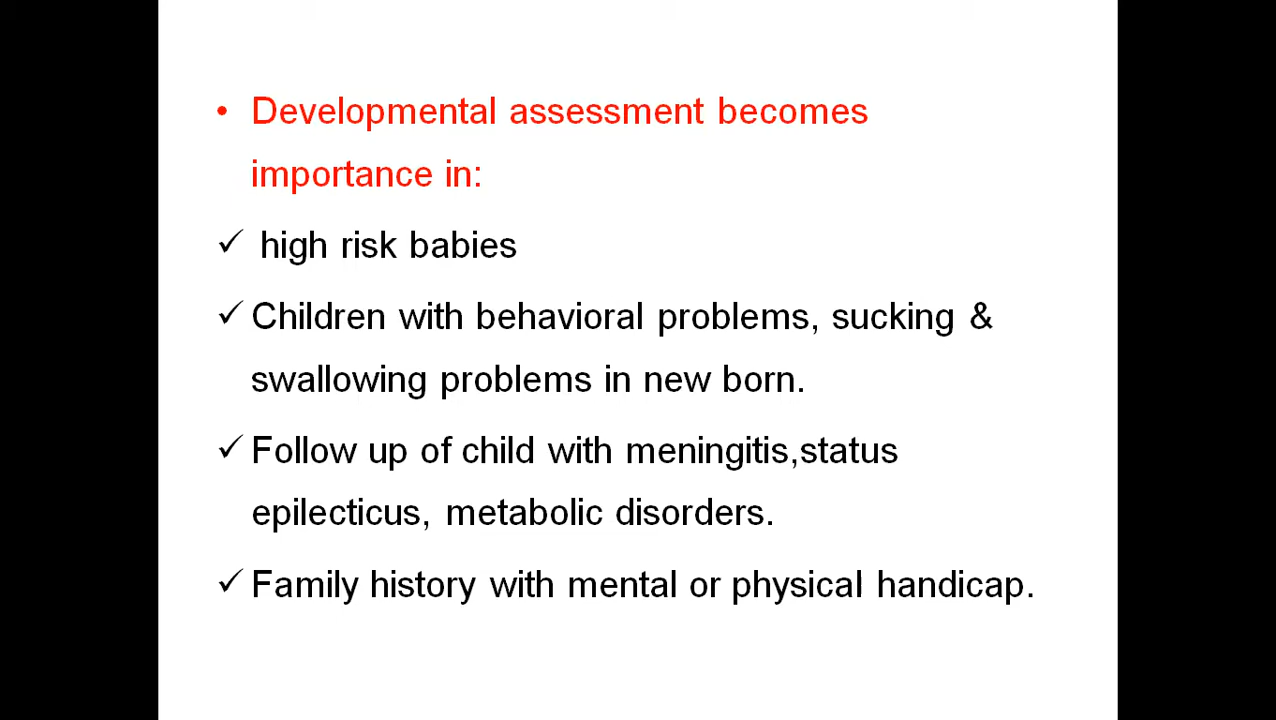 • Developmental assessment becomes
importance in:
✓ high risk babies
✓ Children with behavioral problems, sucking &
swallowing problems in new born.
✓ Follow up of child with meningitis,status
epilecticus, metabolic disorders.
✓ Family history with mental or physical handicap.